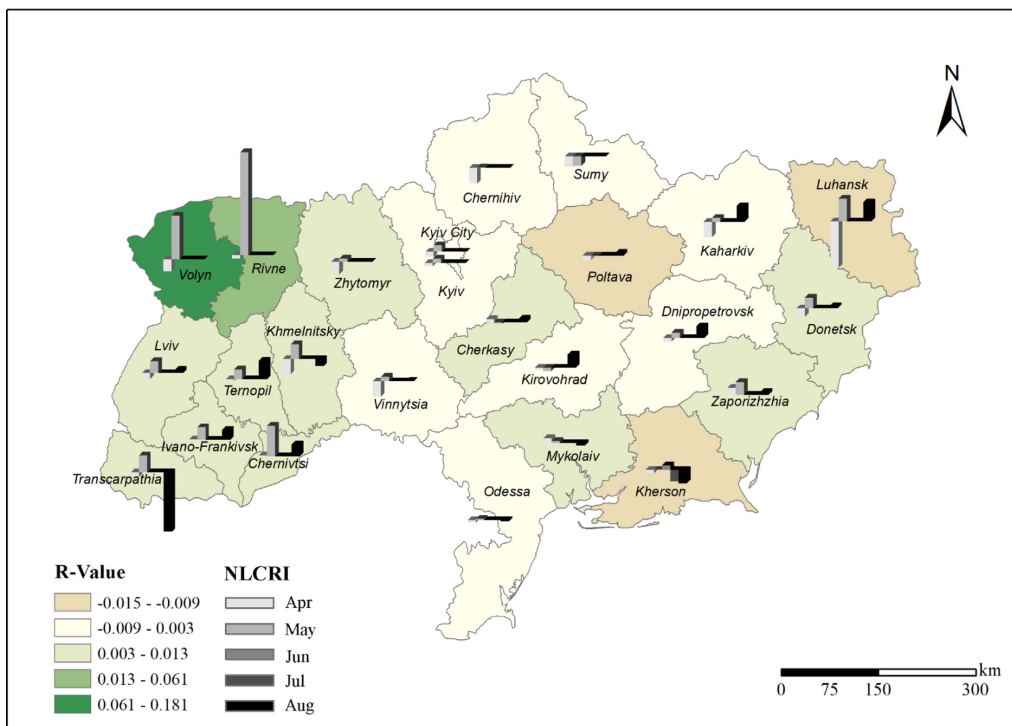 N
Chernihiv
Sumy
Luhansk
Kyiv City
Kaharkiv
Volyn
Rivne
Zhytomyr
Kyiv
Poltava
Dnipropetrovsk
Donetsk
Khmelnitsky
Lviv
Cherkasy
Ternopil
Vinnytsia
Kirovohrad
Zaporizhzhia
Ivano-Frankivsk
Chernivtsi
Transcarpathia
Mykolaiv
Odessa
Kherson
R-Value
-0.015 - -0.009
-0.009 - 0.003
0.003 - 0.013
0.013 - 0.061
0.061 - 0.181
NLCRI
Apr
May
Jun
Jul
Aug
km
0 75 150 300